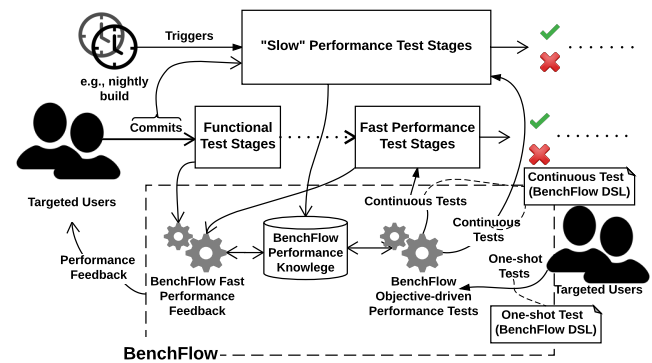 Triggers
"Slow" Performance Test Stages
e.g., nightly
build
Commits
Functional
Test Stages
Fast Performance
Test Stages
Continuous Test
(BenchFlow DSL)
Targeted Users
Continuous Tests
Continuous
Tests
BenchFlow
Performance
Knowlege
One-shot
Tests
Performance
Feedback
BenchFlow Fast
Performance
Feedback
BenchFlow
Objective-driven
Performance Tests
Targeted Users
One-shot Test
(BenchFlow DSL)
BenchFlow